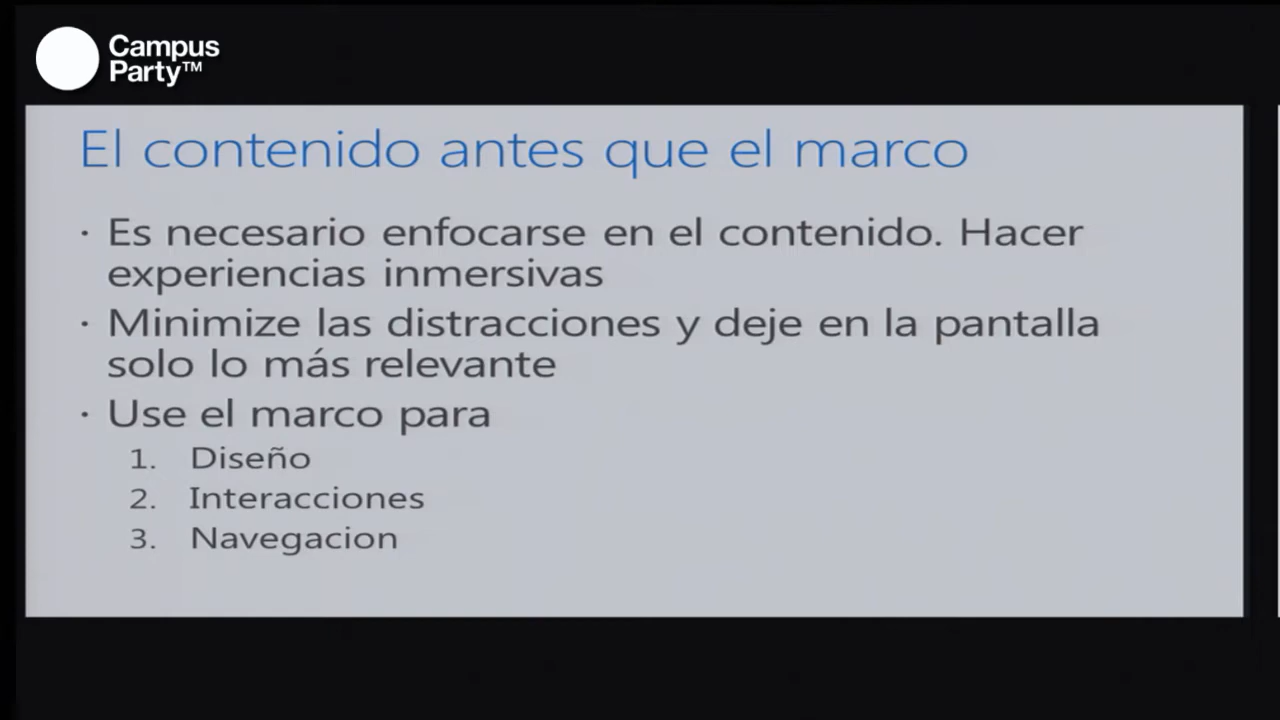 Campus
Party™
El contenido antes que el marco
· Es necesario enfocarse en el contenido. Hacer
experiencias inmersivas
· Minimize las distracciones y deje en la pantalla
solo lo más relevante
· Use el marco para
1. Diseño
2. Interacciones
3. Navegacion